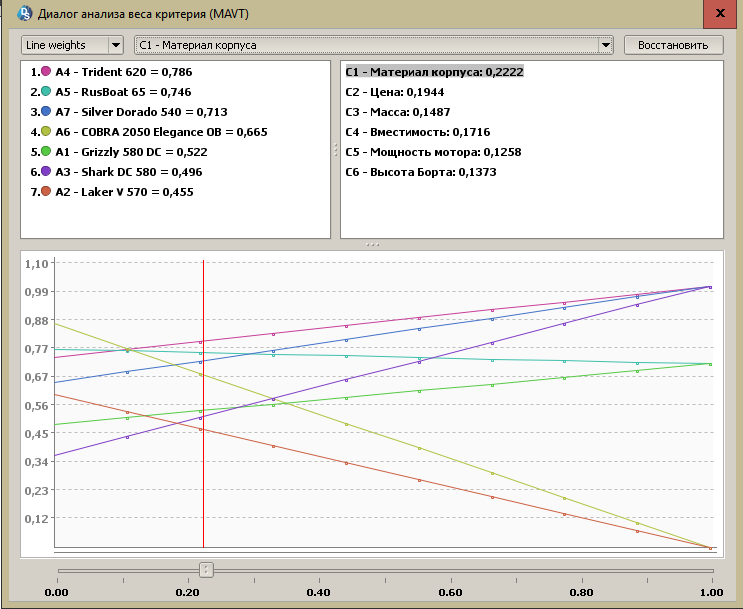 Диалог анализа веса критерия (MAVT)
Line weights
C1 - Материал корпуса
Восстановить
1. A4 - Trident 620 = 0,786
2. A5 - RusBoat 65 = 0,746
3. A7 - Silver Dorado 540 = 0,713
4. A6 - COBRA 2050 Elegance OB = 0,665
5. A1 - Grizzly 580 DC = 0,522
6. A3 - Shark DC 580 = 0,496
7. A2 - Laker V 570 = 0,455
C1 - Материал корпуса: 0,2222
C2 - Цена: 0,1944
C3 - Масса: 0,1487
C4 - Вместимость: 0,1716
C5 - Мощность мотора: 0,1258
C6 - Высота Борта: 0,1373
1,10
0,99
0,88
0,77
0,67
0,56
0,45
0,34
0,23
0,12
0.00
0.20
0.40
0.60
0.80
1.00